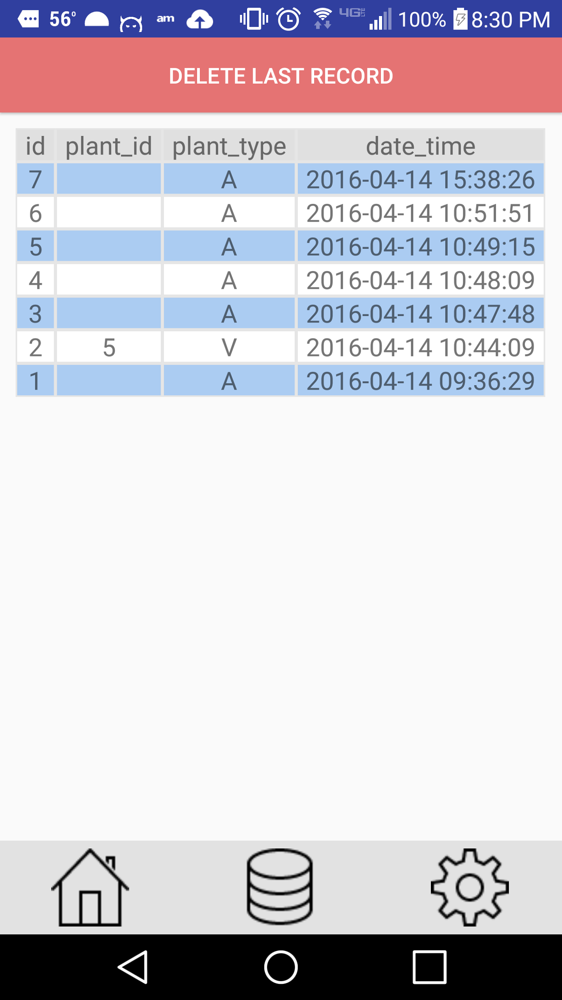 56° am 4G LTE 100% 8:30 PM
DELETE LAST RECORD
id plant_id plant_type date_time
7 A 2016-04-14 15:38:26
6 A 2016-04-14 10:51:51
5 A 2016-04-14 10:49:15
4 A 2016-04-14 10:48:09
3 A 2016-04-14 10:47:48
2 5 V 2016-04-14 10:44:09
1 A 2016-04-14 09:36:29